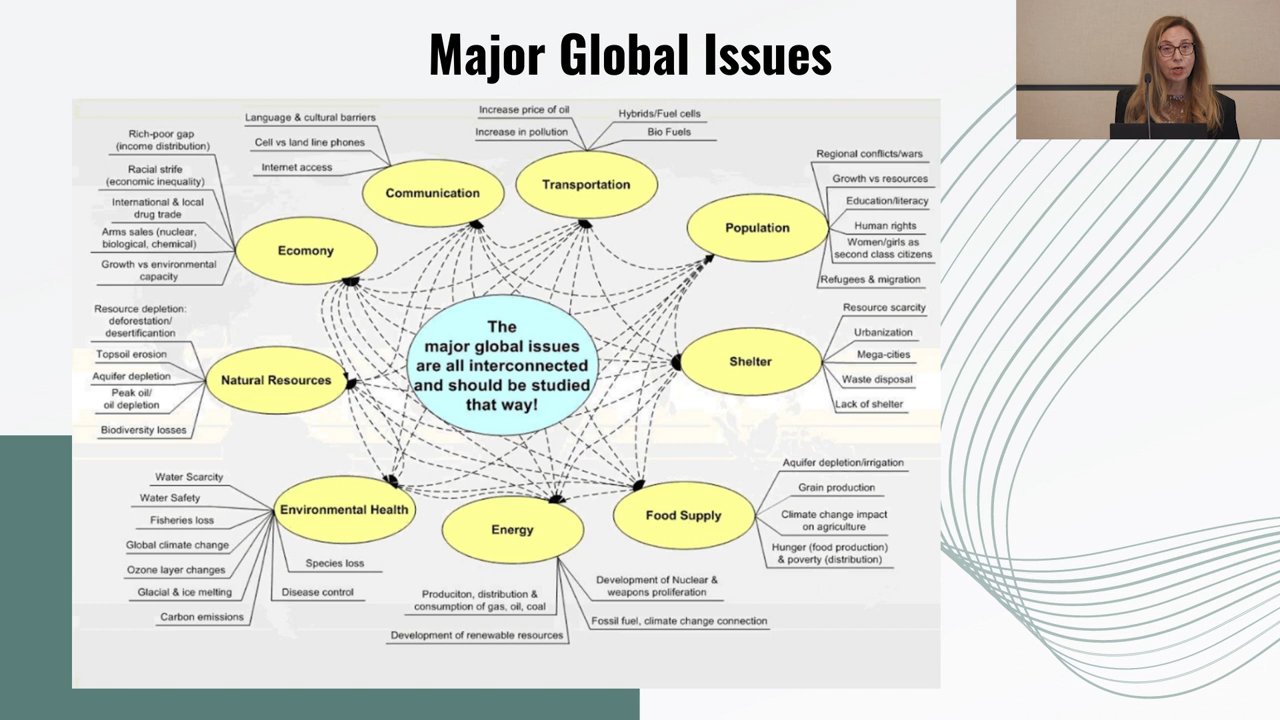 Major Global Issues
Language & cultural barriers
Cell vs land line phones
Internet access
Communication
Increase price of oil
Increase in pollution
Hybrids/Fuel cells
Bio Fuels
Transportation
Rich-poor gap
(income distribution)
Racial strife
(economic inequality)
International & local
drug trade
Arms sales (nuclear,
biological, chemical)
Growth vs environmental
capacity
Ecomony
Regional conflicts/wars
Growth vs resources
Education/literacy
Human rights
Women/girls as
second class citizens
Refugees & migration
Population
The
major global issues
are all interconnected
and should be studied
that way!
Resource depletion:
deforestation/
desertificantion
Topsoil erosion
Aquifer depletion
Peak oil/
oil depletion
Biodiversity losses
Natural Resources
Resource scarcity
Urbanization
Mega-cities
Waste disposal
Lack of shelter
Shelter
Water Scarcity
Water Safety
Fisheries loss
Global climate change
Ozone layer changes
Glacial & ice melting
Carbon emissions
Species loss
Disease control
Environmental Health
Energy
Produciton, distribution &
consumption of gas, oil, coal
Development of renewable resources
Development of Nuclear &
weapons proliferation
Fossil fuel, climate change connection
Food Supply
Aquifer depletion/irrigation
Grain production
Climate change impact
on agriculture
Hunger (food production)
& poverty (distribution)